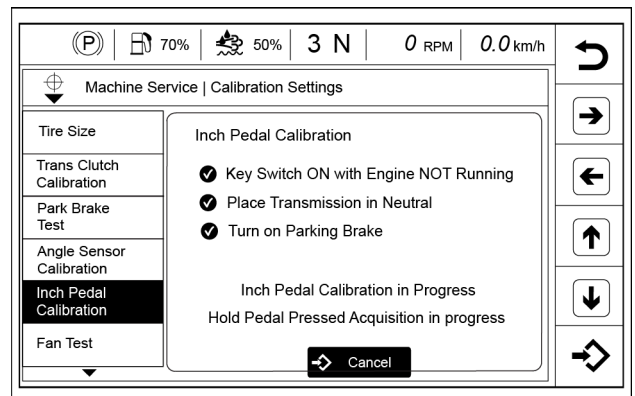 (P) 70% 50% 3 N 0 RPM 0.0 km/h
Machine Service | Calibration Settings
Tire Size
Trans Clutch
Calibration
Park Brake
Test
Angle Sensor
Calibration
Inch Pedal
Calibration
Fan Test
Inch Pedal Calibration
Key Switch ON with Engine NOT Running
Place Transmission in Neutral
Turn on Parking Brake
Inch Pedal Calibration in Progress
Hold Pedal Pressed Acquisition in progress
Cancel